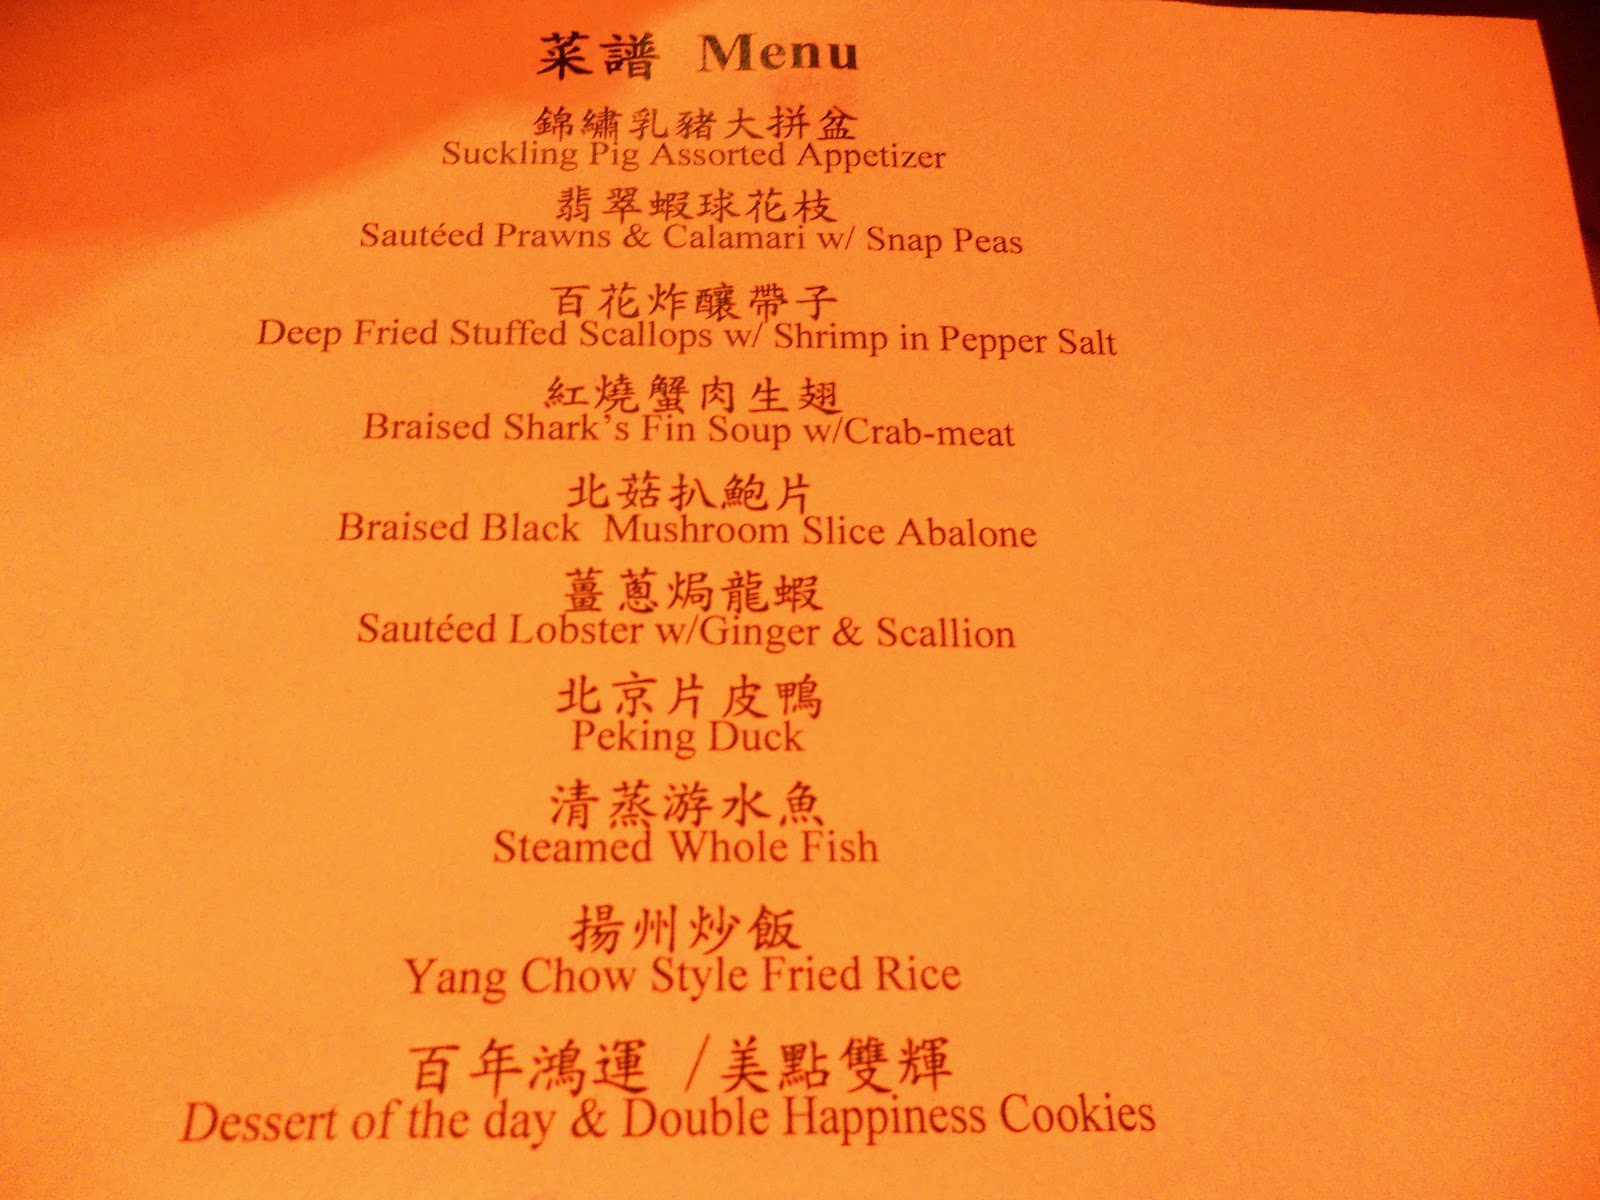 菜譜 Menu
錦繡乳豬大拼盆
Suckling Pig Assorted Appetizer
翡翠蝦球花枝
Sautéed Prawns & Calamari w/ Snap Peas
百花炸釀帶子
Deep Fried Stuffed Scallops w/ Shrimp in Pepper Salt
紅燒蟹肉生翅
Braised Shark's Fin Soup w/Crab-meat
北菇扒鮑片
Braised Black Mushroom Slice Abalone
薑蔥焗龍蝦
Sautéed Lobster w/Ginger & Scallion
北京片皮鴨
Peking Duck
清蒸游水魚
Steamed Whole Fish
揚州炒飯
Yang Chow Style Fried Rice
百年鴻運 /美點雙輝
Dessert of the day & Double Happiness Cookies